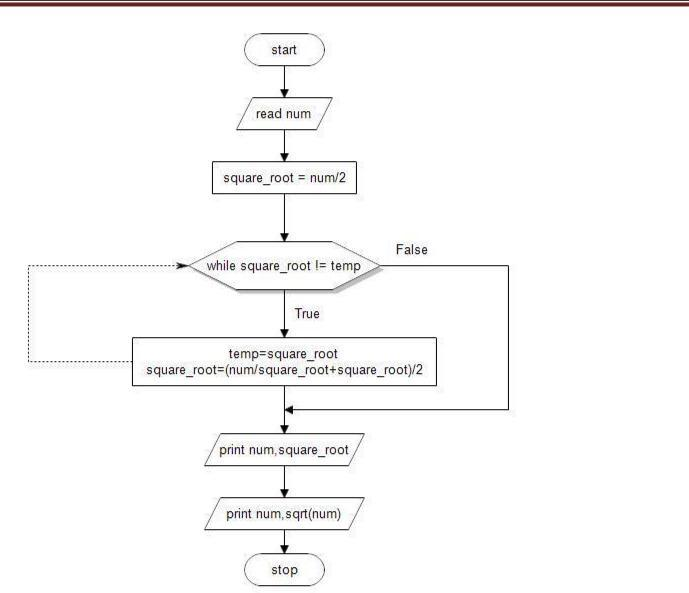 start
read num
square_root = num/2
while square_root != temp
False
True
temp=square_root
square_root=(num/square_root+square_root)/2
print num,square_root
print num,sqrt(num)
stop